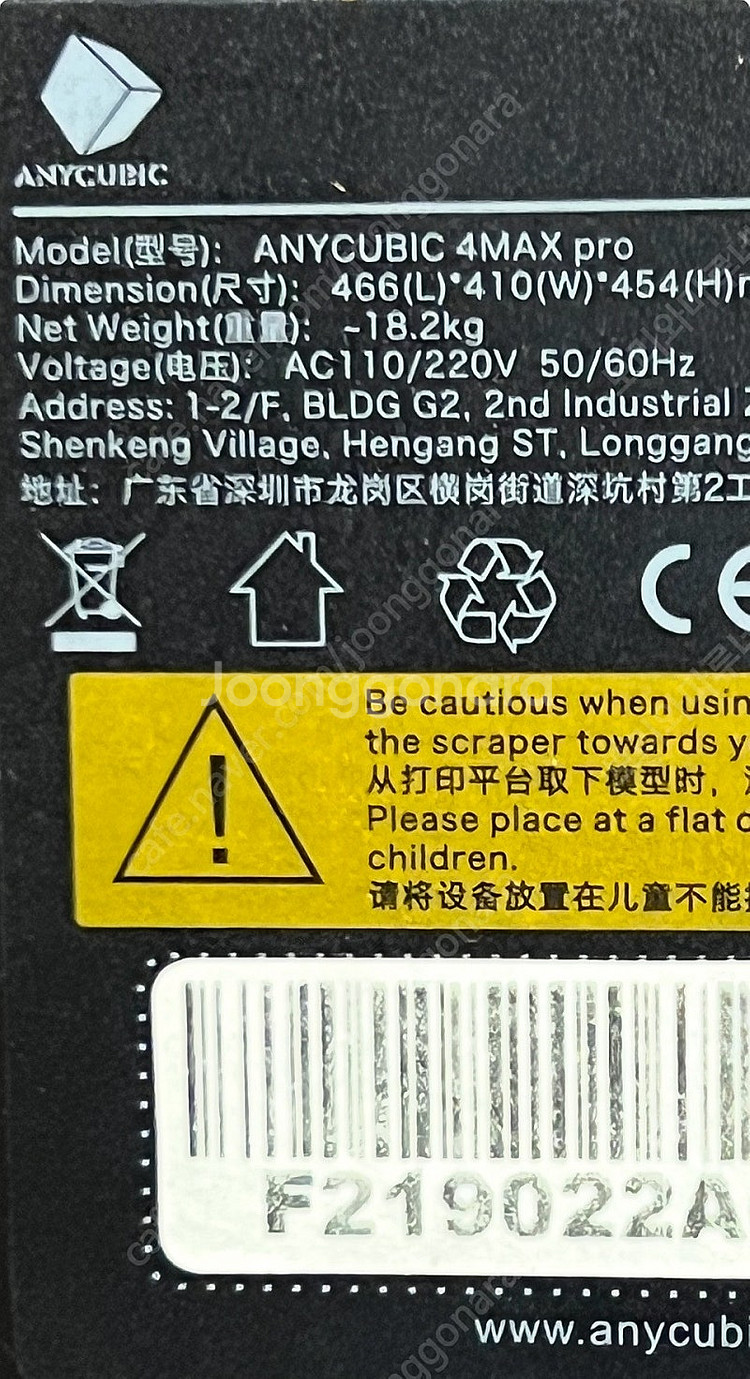 ANYCUBIC
Model(型号): ANYCUBIC 4MAX pro
Dimension(尺寸): 466(L)*410(W)*454(H)
Net Weight(重量): ~18.2kg
Voltage(电压): AC110/220V 50/60Hz
Address: 1-2/F, BLDG G2, 2nd Industrial
Shenkeng Village, Hengang ST, Longgang
地址: 广东省深圳市龙岗区横岗街道深坑村第2工
CE
Be cautious when usin
the scraper towards y
从打印平台取下模型时,
Please place at a flat
children.
请将设备放置在儿童不能
F219022A
www.anycubi
Joonggonara